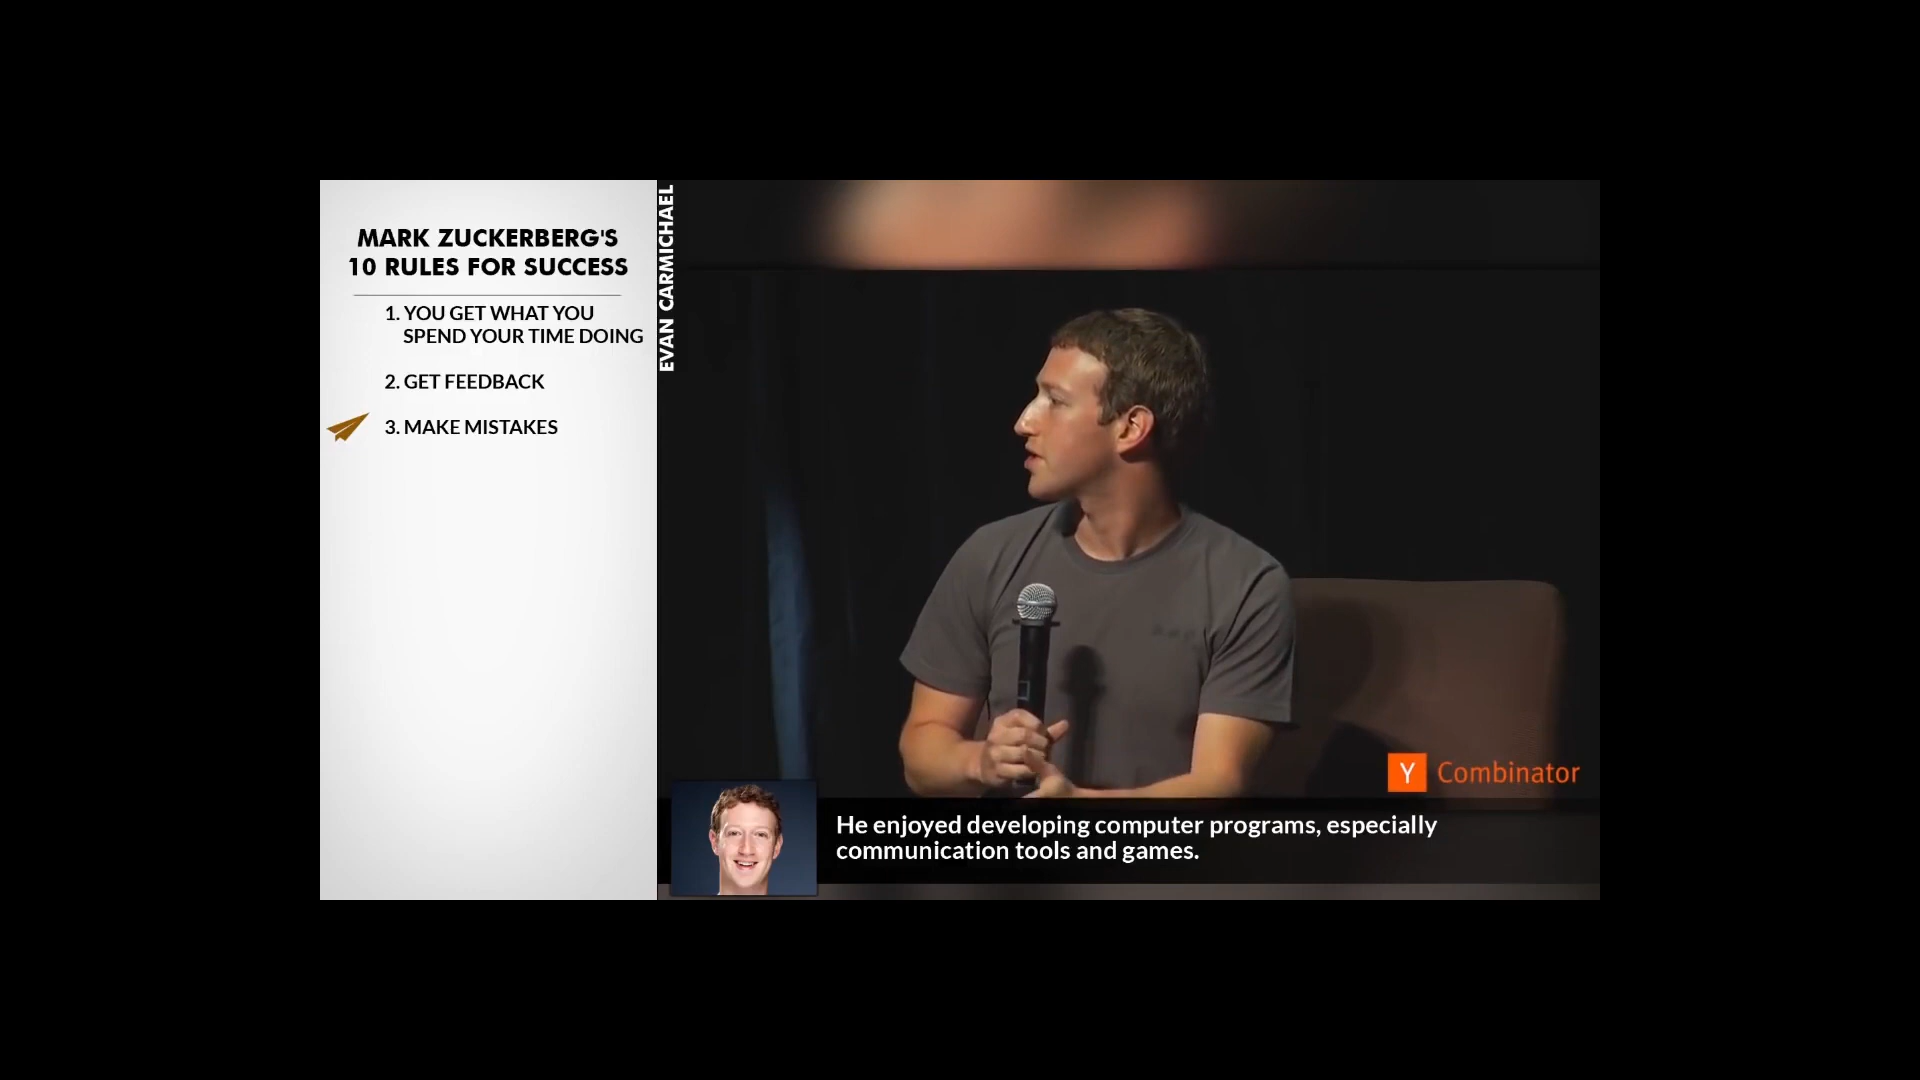 MARK ZUCKERBERG'S
10 RULES FOR SUCCESS
1. YOU GET WHAT YOU
SPEND YOUR TIME DOING
2. GET FEEDBACK
3. MAKE MISTAKES
EVAN CARMICHAEL
Y Combinator
He enjoyed developing computer programs, especially
communication tools and games.